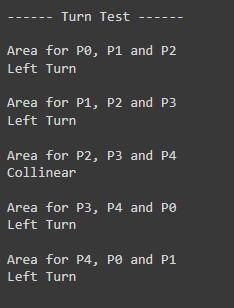 ------ Turn Test ------
Area for P0, P1 and P2
Left Turn
Area for P1, P2 and P3
Left Turn
Area for P2, P3 and P4
Collinear
Area for P3, P4 and P0
Left Turn
Area for P4, P0 and P1
Left Turn